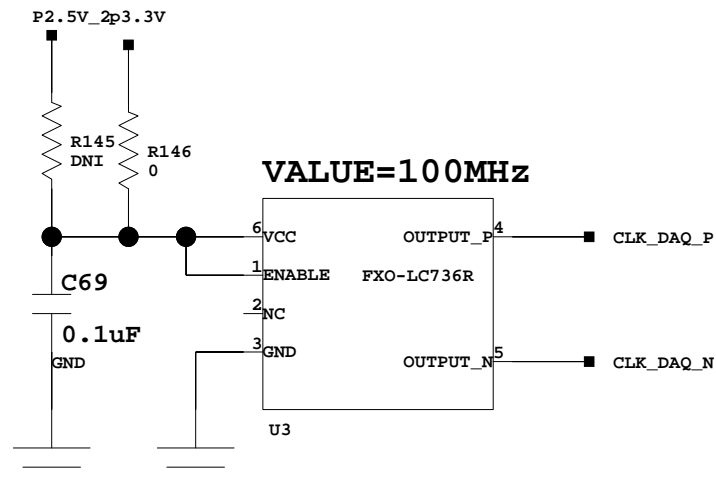 P2.5V_2p3.3V
R145
DNI
R146
0
VALUE=100MHz
6
VCC
OUTPUT_P
4
CLK_DAQ_P
1
ENABLE
FXO-LC736R
C69
2
NC
0.1uF
3
GND
GND
OUTPUT_N
5
CLK_DAQ_N
U3